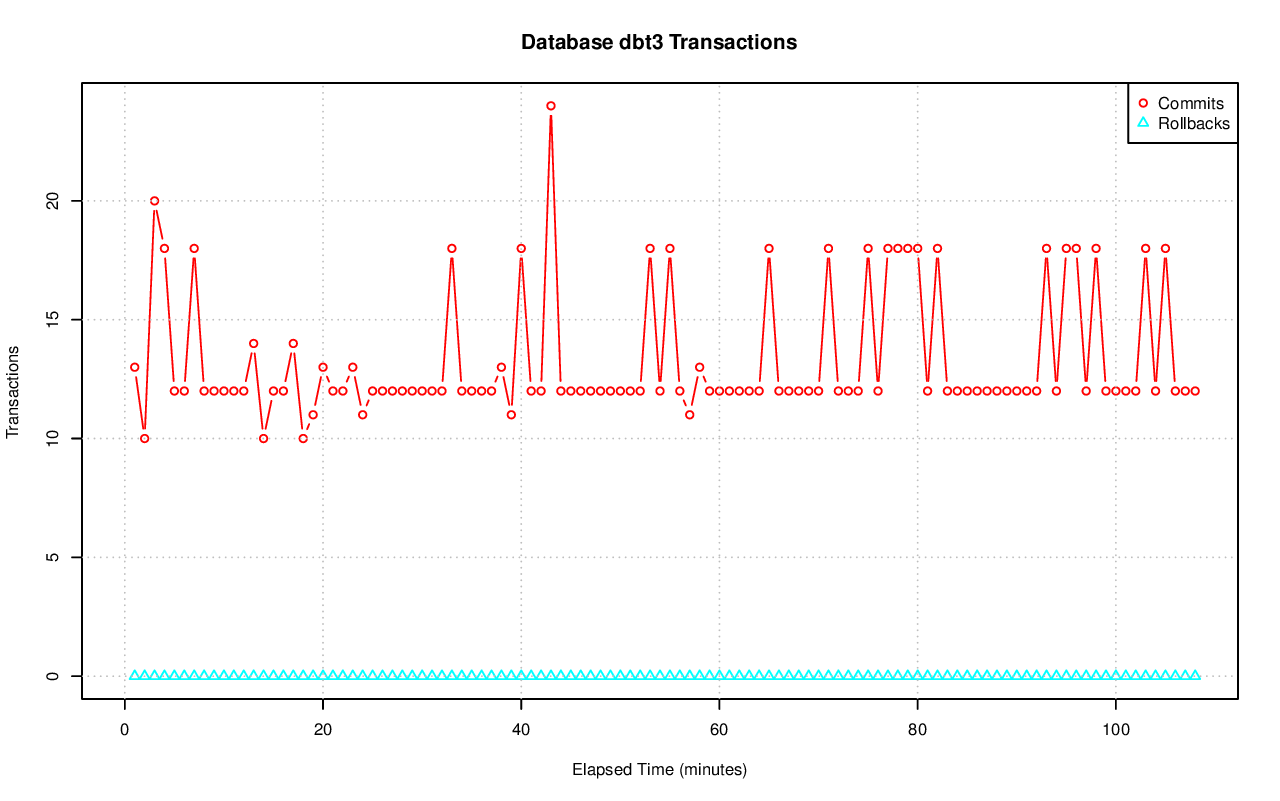 Database dbt3 Transactions
Commits
Rollbacks
Transactions
20
15
10
5
0
0 20 40 60 80 100
Elapsed Time (minutes)